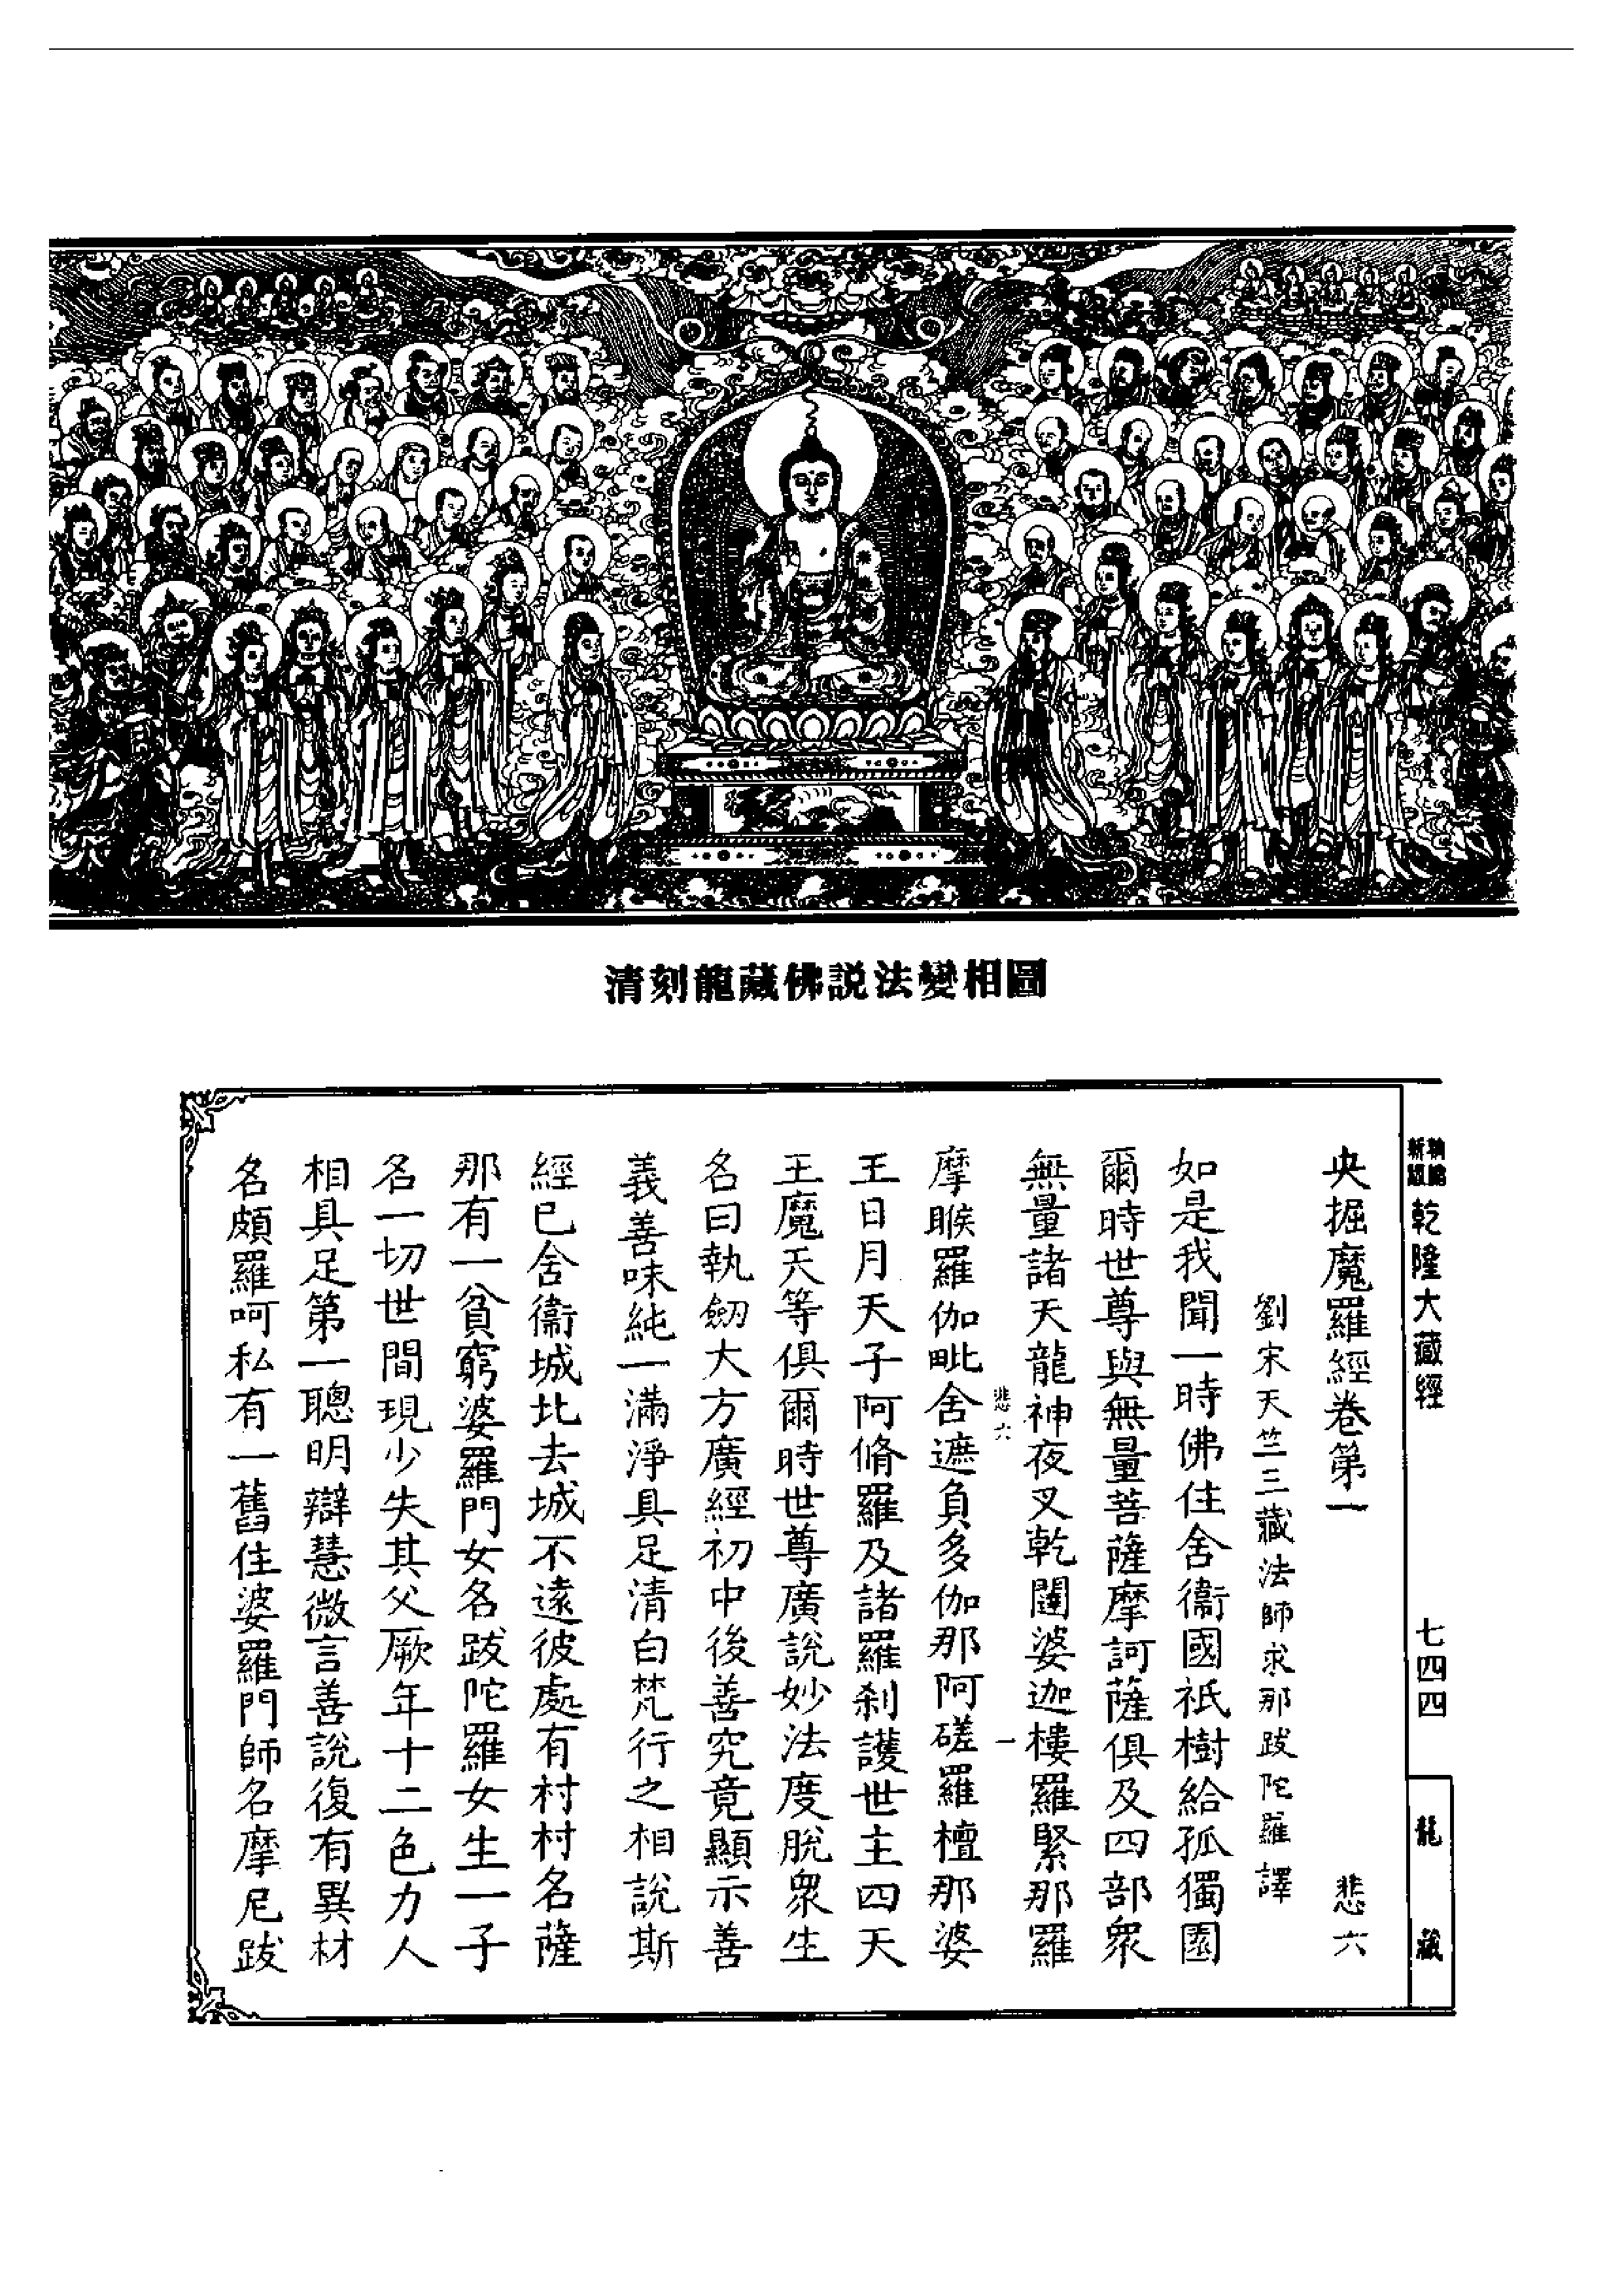 清刻龍藏佛説法變相圖
新版
乾隆大藏經
七四四
龍藏
央掘魔羅經卷第一
悲六
劉宋天竺三藏法師求那跋陀羅譯
如是我聞一時佛住舍衞國祇樹給孤獨園
爾時世尊與無量菩薩摩訶薩俱及四部衆
無量諸天龍神夜叉乾闥婆迦樓羅緊那羅
悲六
一
摩睺羅伽毗舍遮負多伽那阿磋羅檀那婆
王日月天子阿脩羅及諸羅刹護世主四天
王魔天等俱爾時世尊廣說妙法度脫衆生
名曰執劒大方廣經初中後善究竟顯示善
義善味純一滿淨具足清白梵行之相說斯
經已舍衞城北去城不遠彼處有村村名薩
那有一貧窮婆羅門女名跋陀羅女生一子
名一切世間現少失其父厥年十二色力人
相具足第一聰明辯慧微言善說復有異村
名頗羅呵私有一舊住婆羅門師名摩尼跋